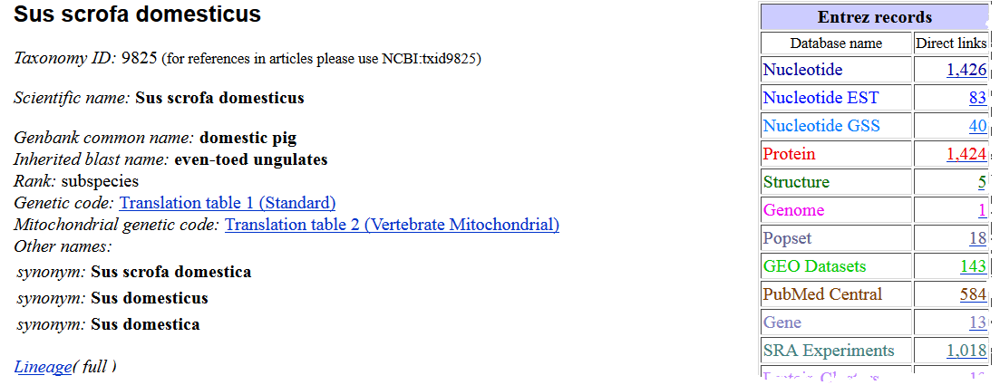 Sus scrofa domesticus
Taxonomy ID: 9825 (for references in articles please use NCBI:txid9825)
Scientific name: Sus scrofa domesticus
Genbank common name: domestic pig
Inherited blast name: even-toed ungulates
Rank: subspecies
Genetic code: Translation table 1 (Standard)
Mitochondrial genetic code: Translation table 2 (Vertebrate Mitochondrial)
Other names:
synonym: Sus scrofa domestica
synonym: Sus domesticus
synonym: Sus domestica
Lineage( full )
Entrez records
Database name Direct links
Nucleotide 1,426
Nucleotide EST 83
Nucleotide GSS 40
Protein 1,424
Structure 5
Genome 1
Popset 18
GEO Datasets 143
PubMed Central 584
Gene 13
SRA Experiments 1,018